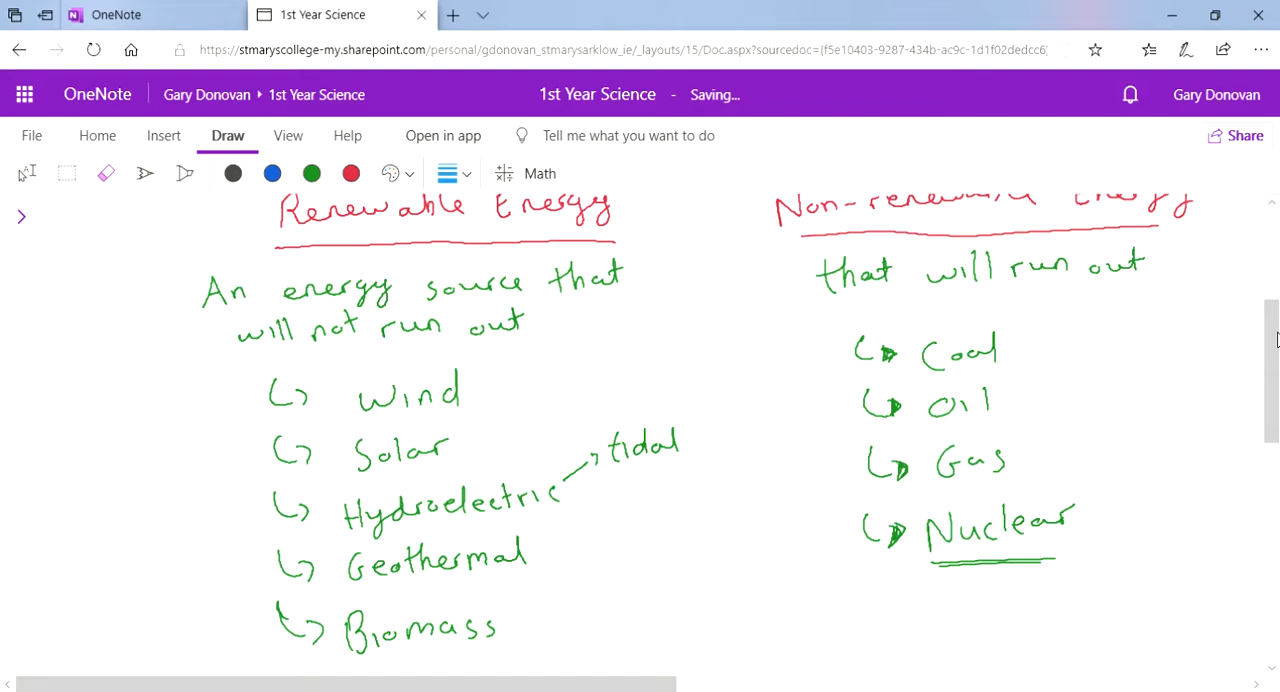 OneNote
1st Year Science
https://stmaryscollege-my.sharepoint.com/personal/gdonovan_stmarysarklow_ie/_layouts/15/Doc.aspx?sourcedoc={f5e10403-9287-434b-ac9c-1d1f02dedcc6}
OneNote Gary Donovan 1st Year Science 1st Year Science - Saving... Gary Donovan
File Home Insert Draw View Help Open in app Tell me what you want to do Share
Math
Renewable Energy
An energy source that
will not run out
Wind
Solar
Hydroelectric tidal
Geothermal
Biomass
Non-renewable Energy
that will run out
Coal
Oil
Gas
Nuclear